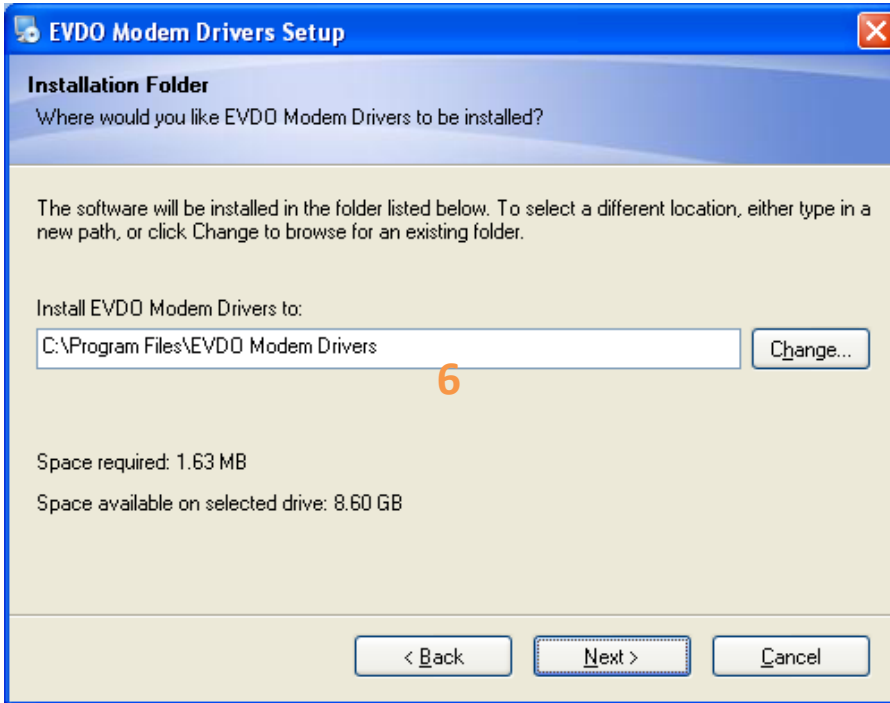 EVDO Modem Drivers Setup
Installation Folder
Where would you like EVDO Modem Drivers to be installed?
The software will be installed in the folder listed below. To select a different location, either type in a
new path, or click Change to browse for an existing folder.
Install EVDO Modem Drivers to:
C:\Program Files\EVDO Modem Drivers
Change...
6
Space required: 1.63 MB
Space available on selected drive: 8.60 GB
< Back
Next >
Cancel